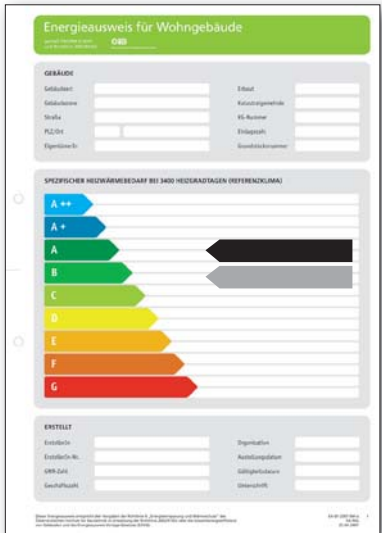 Energieausweis für Wohngebäude
OIB
GEBÄUDE
Gebäudeart
Erbaut
Gebäudezone
Katastralgemeinde
Straße
KG-Nummer
PLZ/Ort
Einlagezahl
EigentümerIn
Grundstücksnummer
SPEZIFISCHER HEIZWÄRMEBEDARF BEI 3400 HEIZGRADTAGEN (REFERENZKLIMA)
A ++
A +
A
B
C
D
E
F
G
ERSTELLT
ErstellerIn
Organisation
ErstellerIn-Nr.
Ausstellungsdatum
GWR-Zahl
Gültigkeitsdatum
Geschäftszahl
Unterschrift